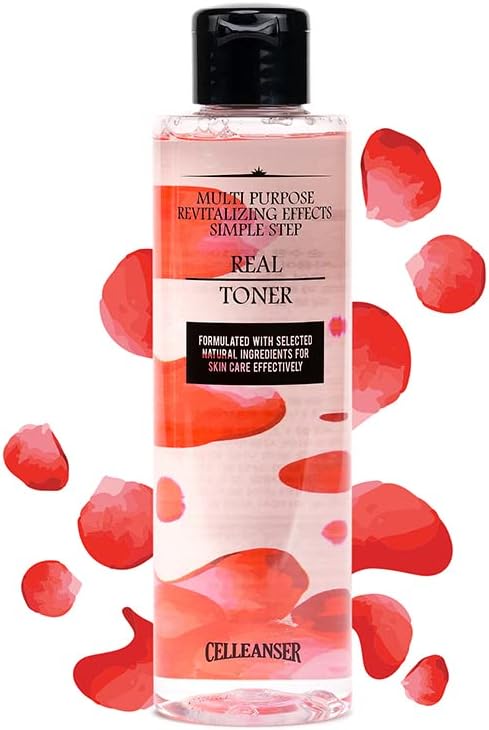 MULTI PURPOSE
REVITALIZING EFFECTS
SIMPLE STEP
REAL
TONER
FORMULATED WITH SELECTED
NATURAL INGREDIENTS FOR
SKIN CARE EFFECTIVELY
CELLEANSER